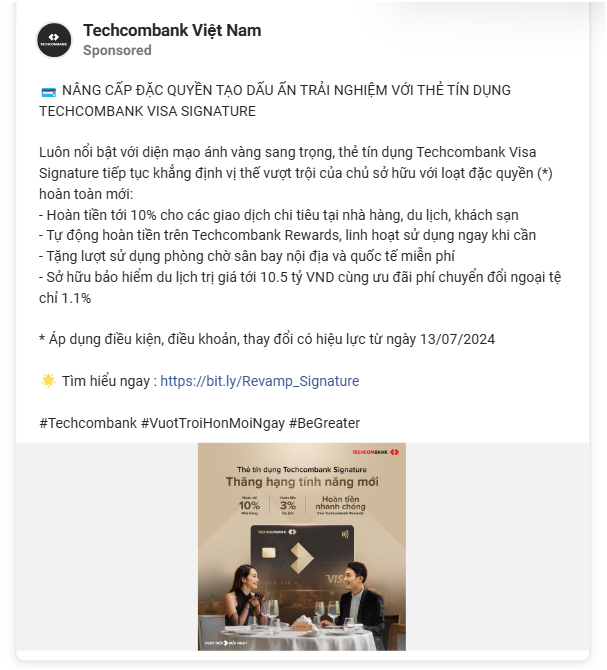 Techcombank Việt Nam
Sponsored
NÂNG CẤP ĐẶC QUYỀN TẠO DẤU ẤN TRẢI NGHIỆM VỚI THẺ TÍN DỤNG
TECHCOMBANK VISA SIGNATURE
Luôn nổi bật với diện mạo ánh vàng sang trọng, thẻ tín dụng Techcombank Visa
Signature tiếp tục khẳng định vị thế vượt trội của chủ sở hữu với loạt đặc quyền (*)
hoàn toàn mới:
- Hoàn tiền tới 10% cho các giao dịch chi tiêu tại nhà hàng, du lịch, khách sạn
- Tự động hoàn tiền trên Techcombank Rewards, linh hoạt sử dụng ngay khi cần
- Tặng lượt sử dụng phòng chờ sân bay nội địa và quốc tế miễn phí
- Sở hữu bảo hiểm du lịch trị giá tới 10.5 tỷ VND cùng ưu đãi phí chuyển đổi ngoại tệ
chỉ 1.1%
* Áp dụng điều kiện, điều khoản, thay đổi có hiệu lực từ ngày 13/07/2024
Tìm hiểu ngay : https://bit.ly/Revamp_Signature
#Techcombank #VuotTroiHonMoiNgay #BeGreater
TECHCOMBANK
Thẻ tín dụng Techcombank Signature
Thăng hạng tính năng mới
10%
3%
Du lịch
Hoàn tiền
nhanh chóng
trên Techcombank Rewards
TECHCOMBANK
VISA
VƯỢT TRỘI HƠN MỖI NGÀY